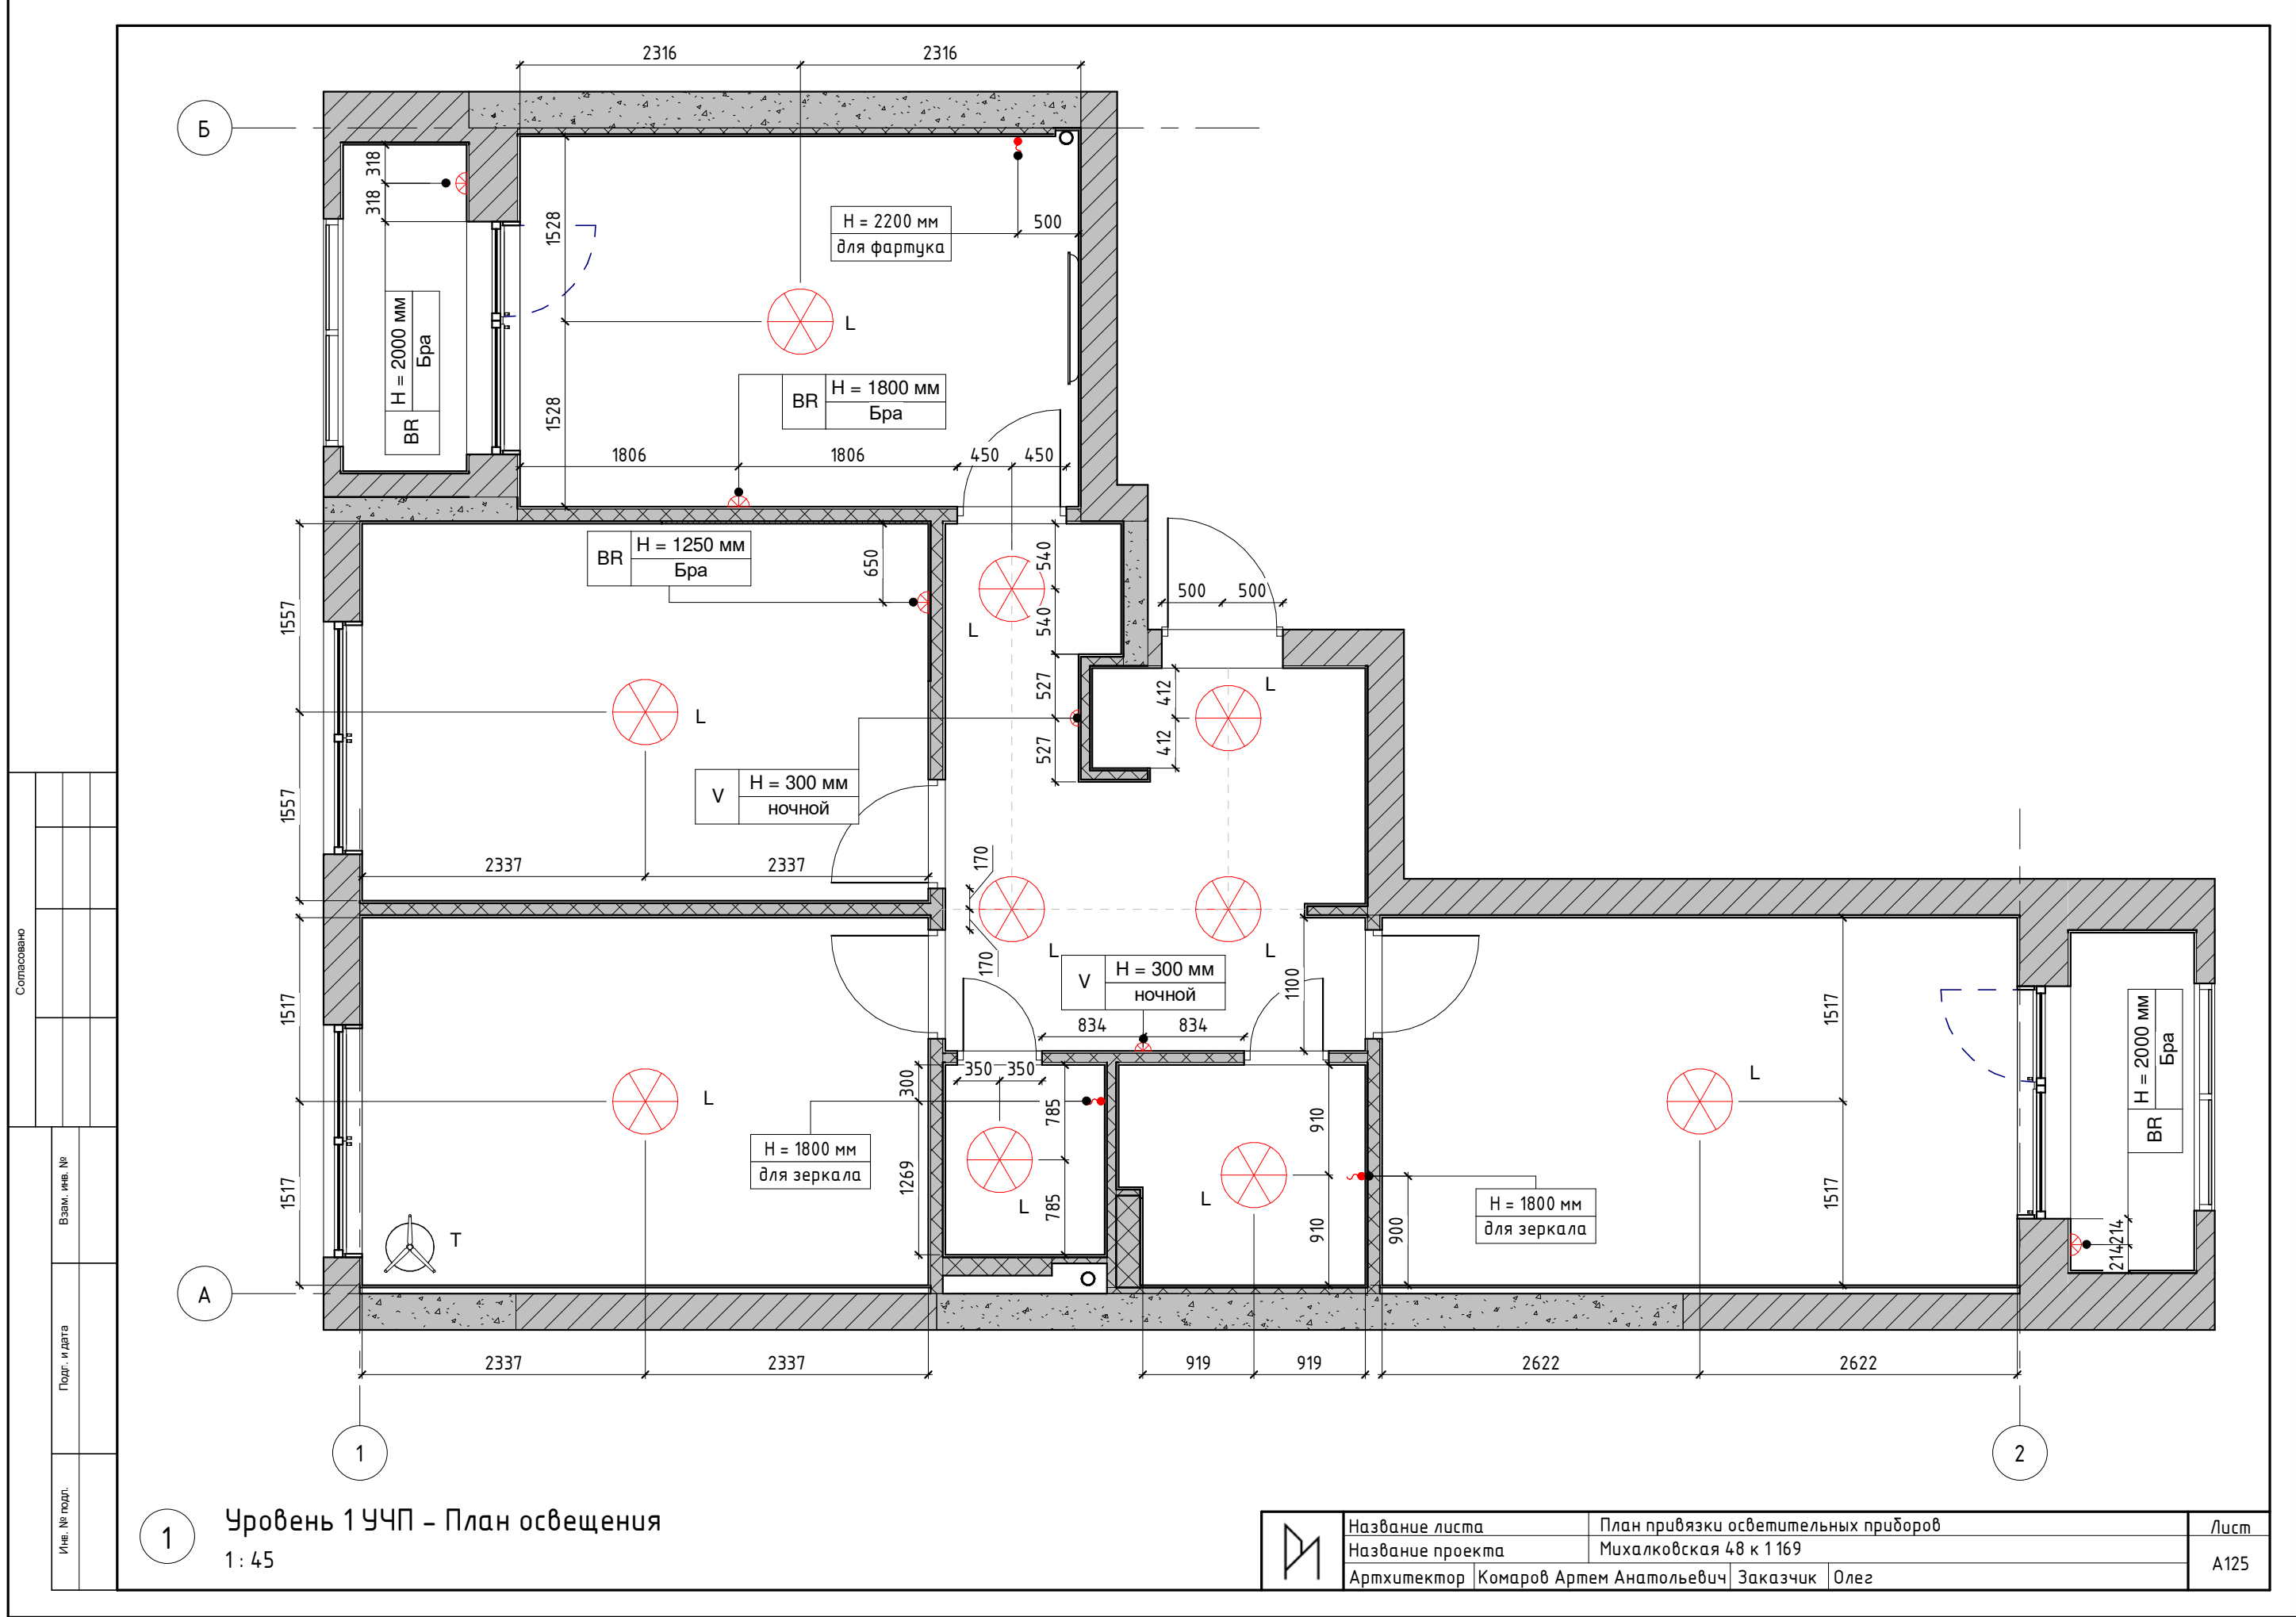 2316
2316
Б
318
318
1528
H = 2200 мм
для фартука
500
L
H = 2000 мм
Бра
BR
BR
H = 1800 мм
Бра
1528
1806
1806
450
450
BR
H = 1250 мм
Бра
650
540
540
500
500
1557
L
L
527
412
L
527
412
V
H = 300 мм
ночной
1557
2337
2337
170
170
L
L
V
H = 300 мм
ночной
1100
834
834
1517
1517
H = 2000 мм
Бра
BR
L
L
300
350
350
785
910
H = 1800 мм
для зеркала
1269
785
L
L
910
900
H = 1800 мм
для зеркала
1517
1517
214
214
T
А
2337
2337
919
919
2622
2622
1
2
Согласовано
Взам. инв. №
Подг. и дата
Инв. № подл.
1
Уровень 1 УЧП - План освещения
1 : 45
Название листа
План привязки осветительных приборов
Лист
Название проекта
Михалковская 48 к 1 169
А125
Артхитектор
Комаров Артем Анатольевич
Заказчик
Олег